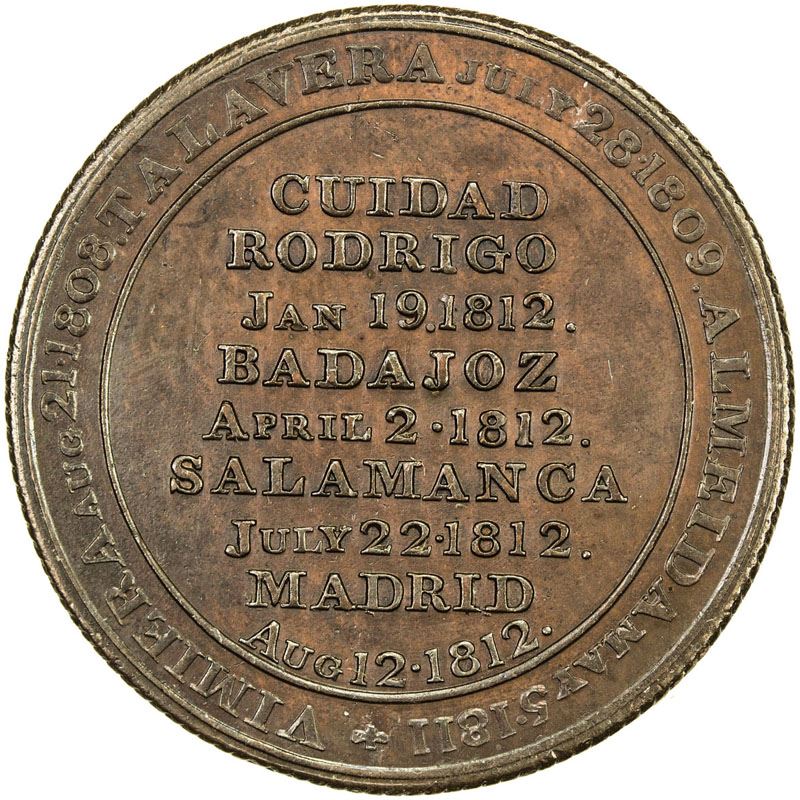 VIMIERA AUG 21·1808. TALAVERA JULY 28·1809. ALMEIDA MAY 5·1811
CUIDAD
RODRIGO
JAN 19.1812.
BADAJOZ
APRIL 2·1812.
SALAMANCA
JULY 22·1812.
MADRID
AUG 12·1812.